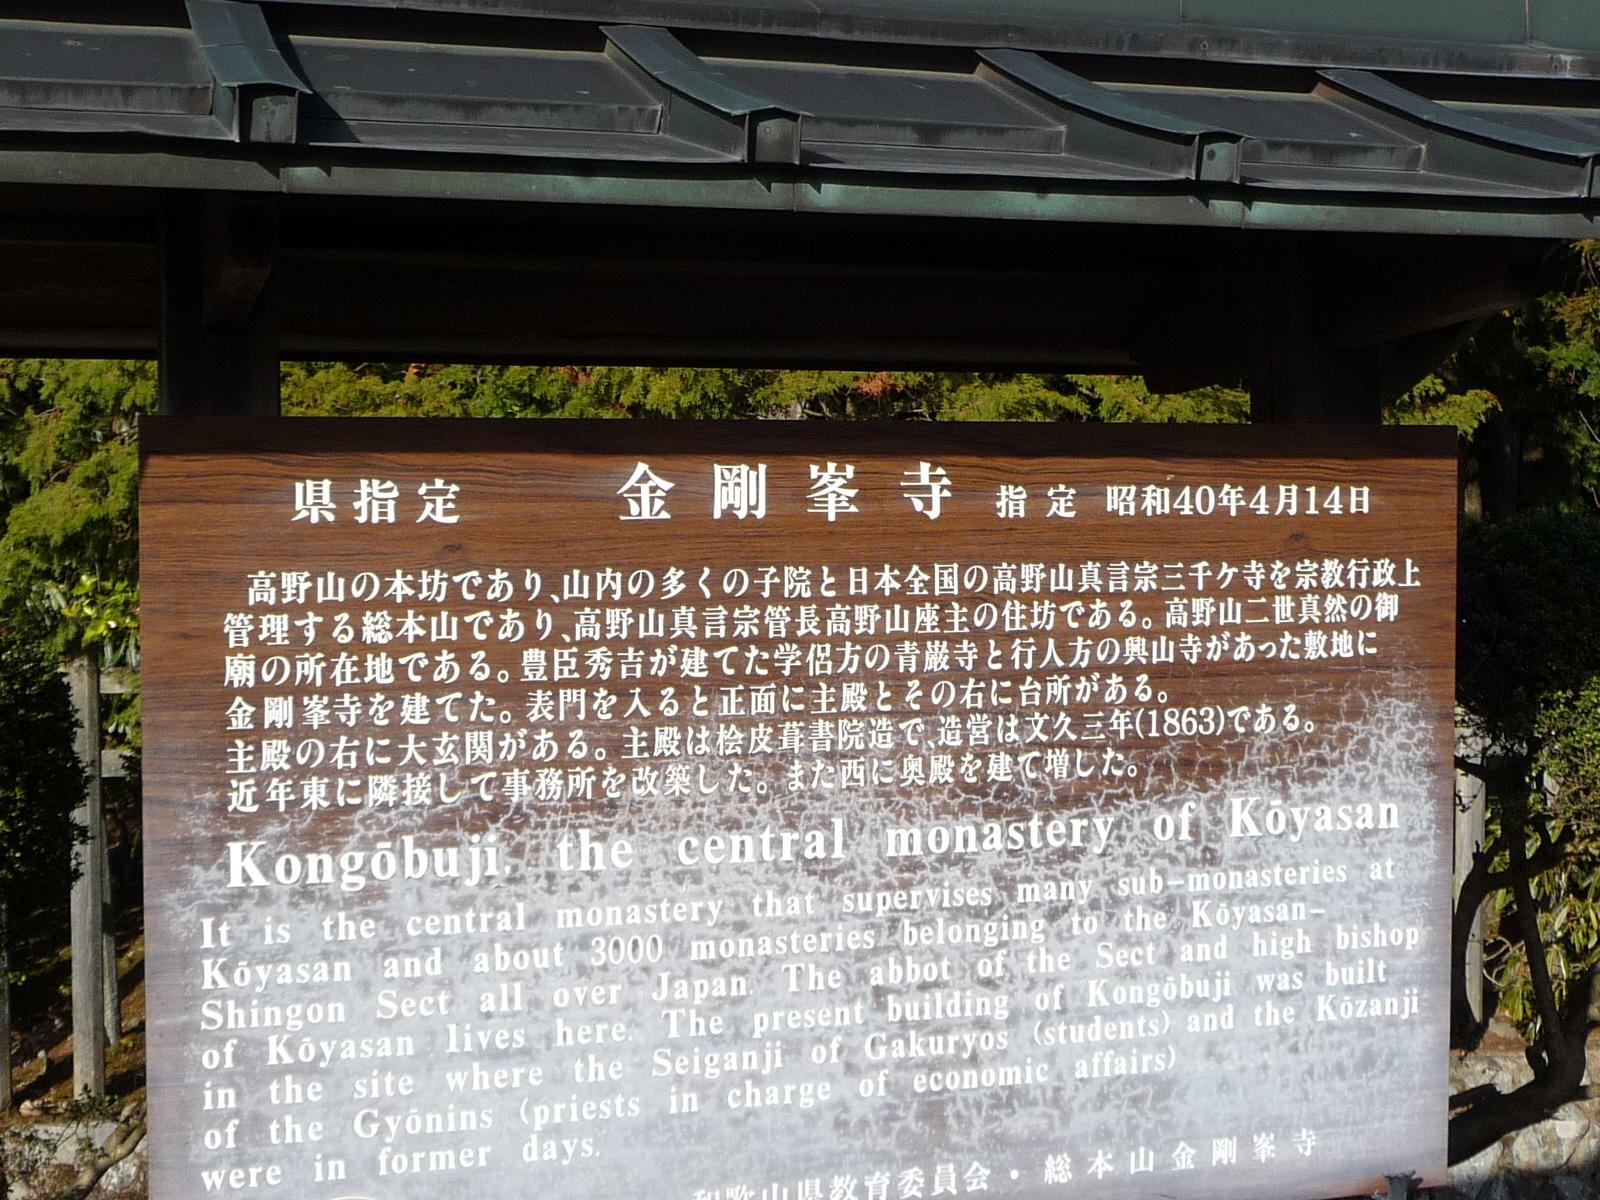 県指定 金剛峯寺 指定 昭和40年4月14日
高野山の本坊であり、山内の多くの子院と日本全国の高野山真言宗三千ケ寺を宗教行政上
管理する総本山であり、高野山真言宗管長高野山座主の住坊である。高野山二世真然の御
廟の所在地である。豊臣秀吉が建てた学侶方の青巌寺と行人方の興山寺があった敷地に
金剛峯寺を建てた。表門を入ると正面に主殿とその右に台所がある。
主殿の右に大玄関がある。主殿は桧皮葺書院造で、造営は文久三年(1863)である。
近年東に隣接して事務所を改築した。また西に奥殿を建て増した。
Kongōbuji, the central monastery of Kōyasan
It is the central monastery that supervises many sub-monasteries at
Kōyasan and about 3000 monasteries belonging to the Kōyasan-
Shingon Sect all over Japan. The abbot of the Sect and high bishop
of Kōyasan lives here. The present building of Kongōbuji was built
in the site where the Seiganji of Gakuryos (students) and the Kōzanji
of the Gyōnins (priests in charge of economic affairs)
were in former days.
和歌山県教育委員会・総本山金剛峯寺